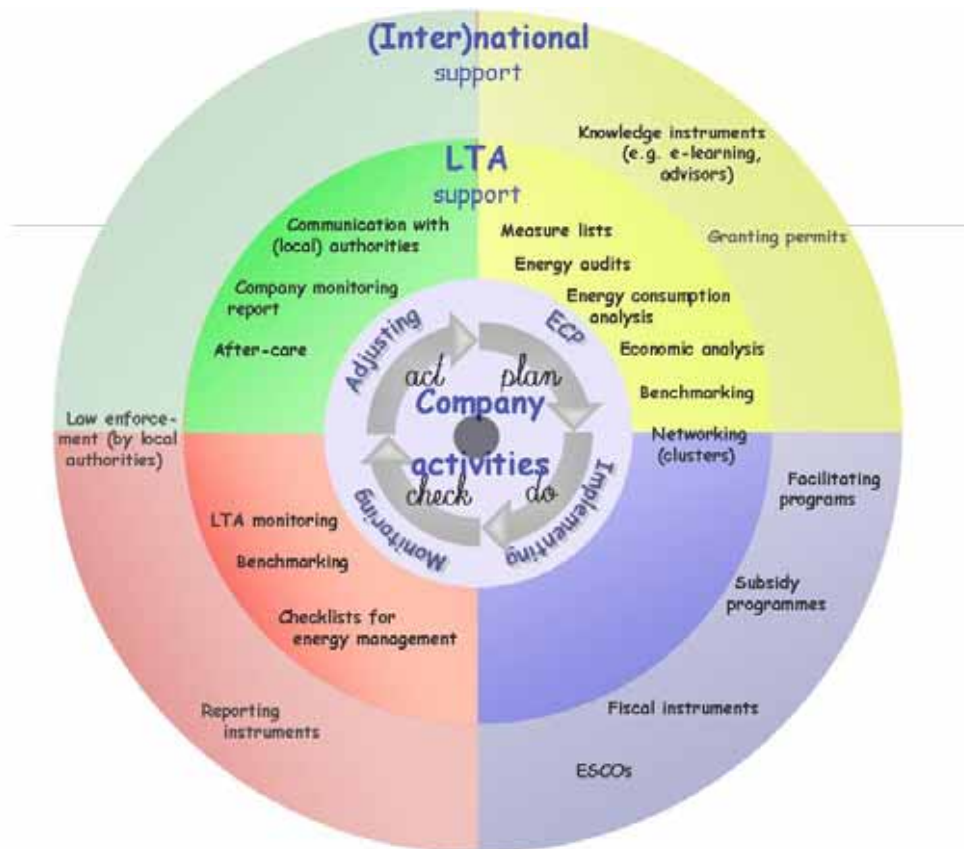 (Inter)national
support
Knowledge instruments
(e.g. e-learning,
advisors)
LTA
support
Communication with
(local) authorities
Measure lists
Granting permits
Energy audits
Company monitoring
report
Energy consumption
analysis
After-care
Economic analysis
Adjusting
ECP
act
plan
Benchmarking
Company
activities
Law enforce-
ment (by local
authorities)
Networking
(clusters)
check
do
Monitoring
Implementing
Facilitating
programs
LTA monitoring
Benchmarking
Subsidy
programmes
Checklists for
energy management
Reporting
instruments
Fiscal instruments
ESCOs